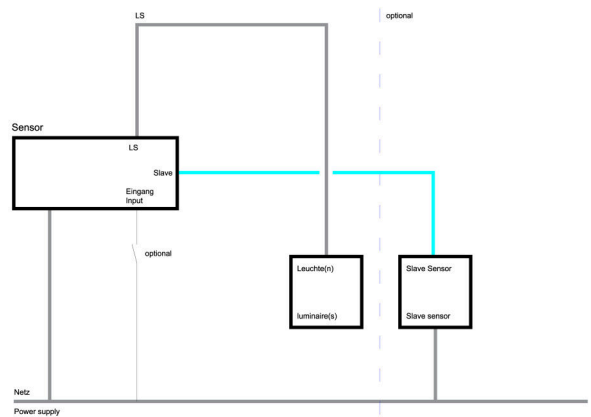 LS
optional
Sensor
LS
Slave
Eingang
Input
optional
Leuchte(n)
luminaire(s)
Slave Sensor
Slave sensor
Netz
Power supply